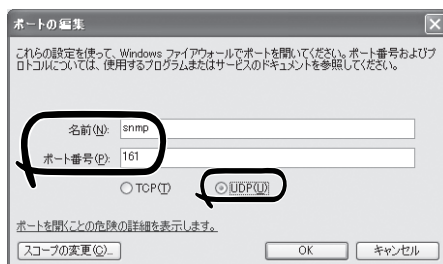 ポートの編集
これらの設定を使って、Windows ファイアウォールでポートを開いてください。ポート番号およびプ
ロトコルについては、使用するプログラムまたはサービスのドキュメントを参照してください。
名前(N): snmp
ポート番号(P): 161
TCP(T) UDP(U)
ポートを開くことの危険の詳細を表示します。
スコープの変更(C)... OK キャンセル